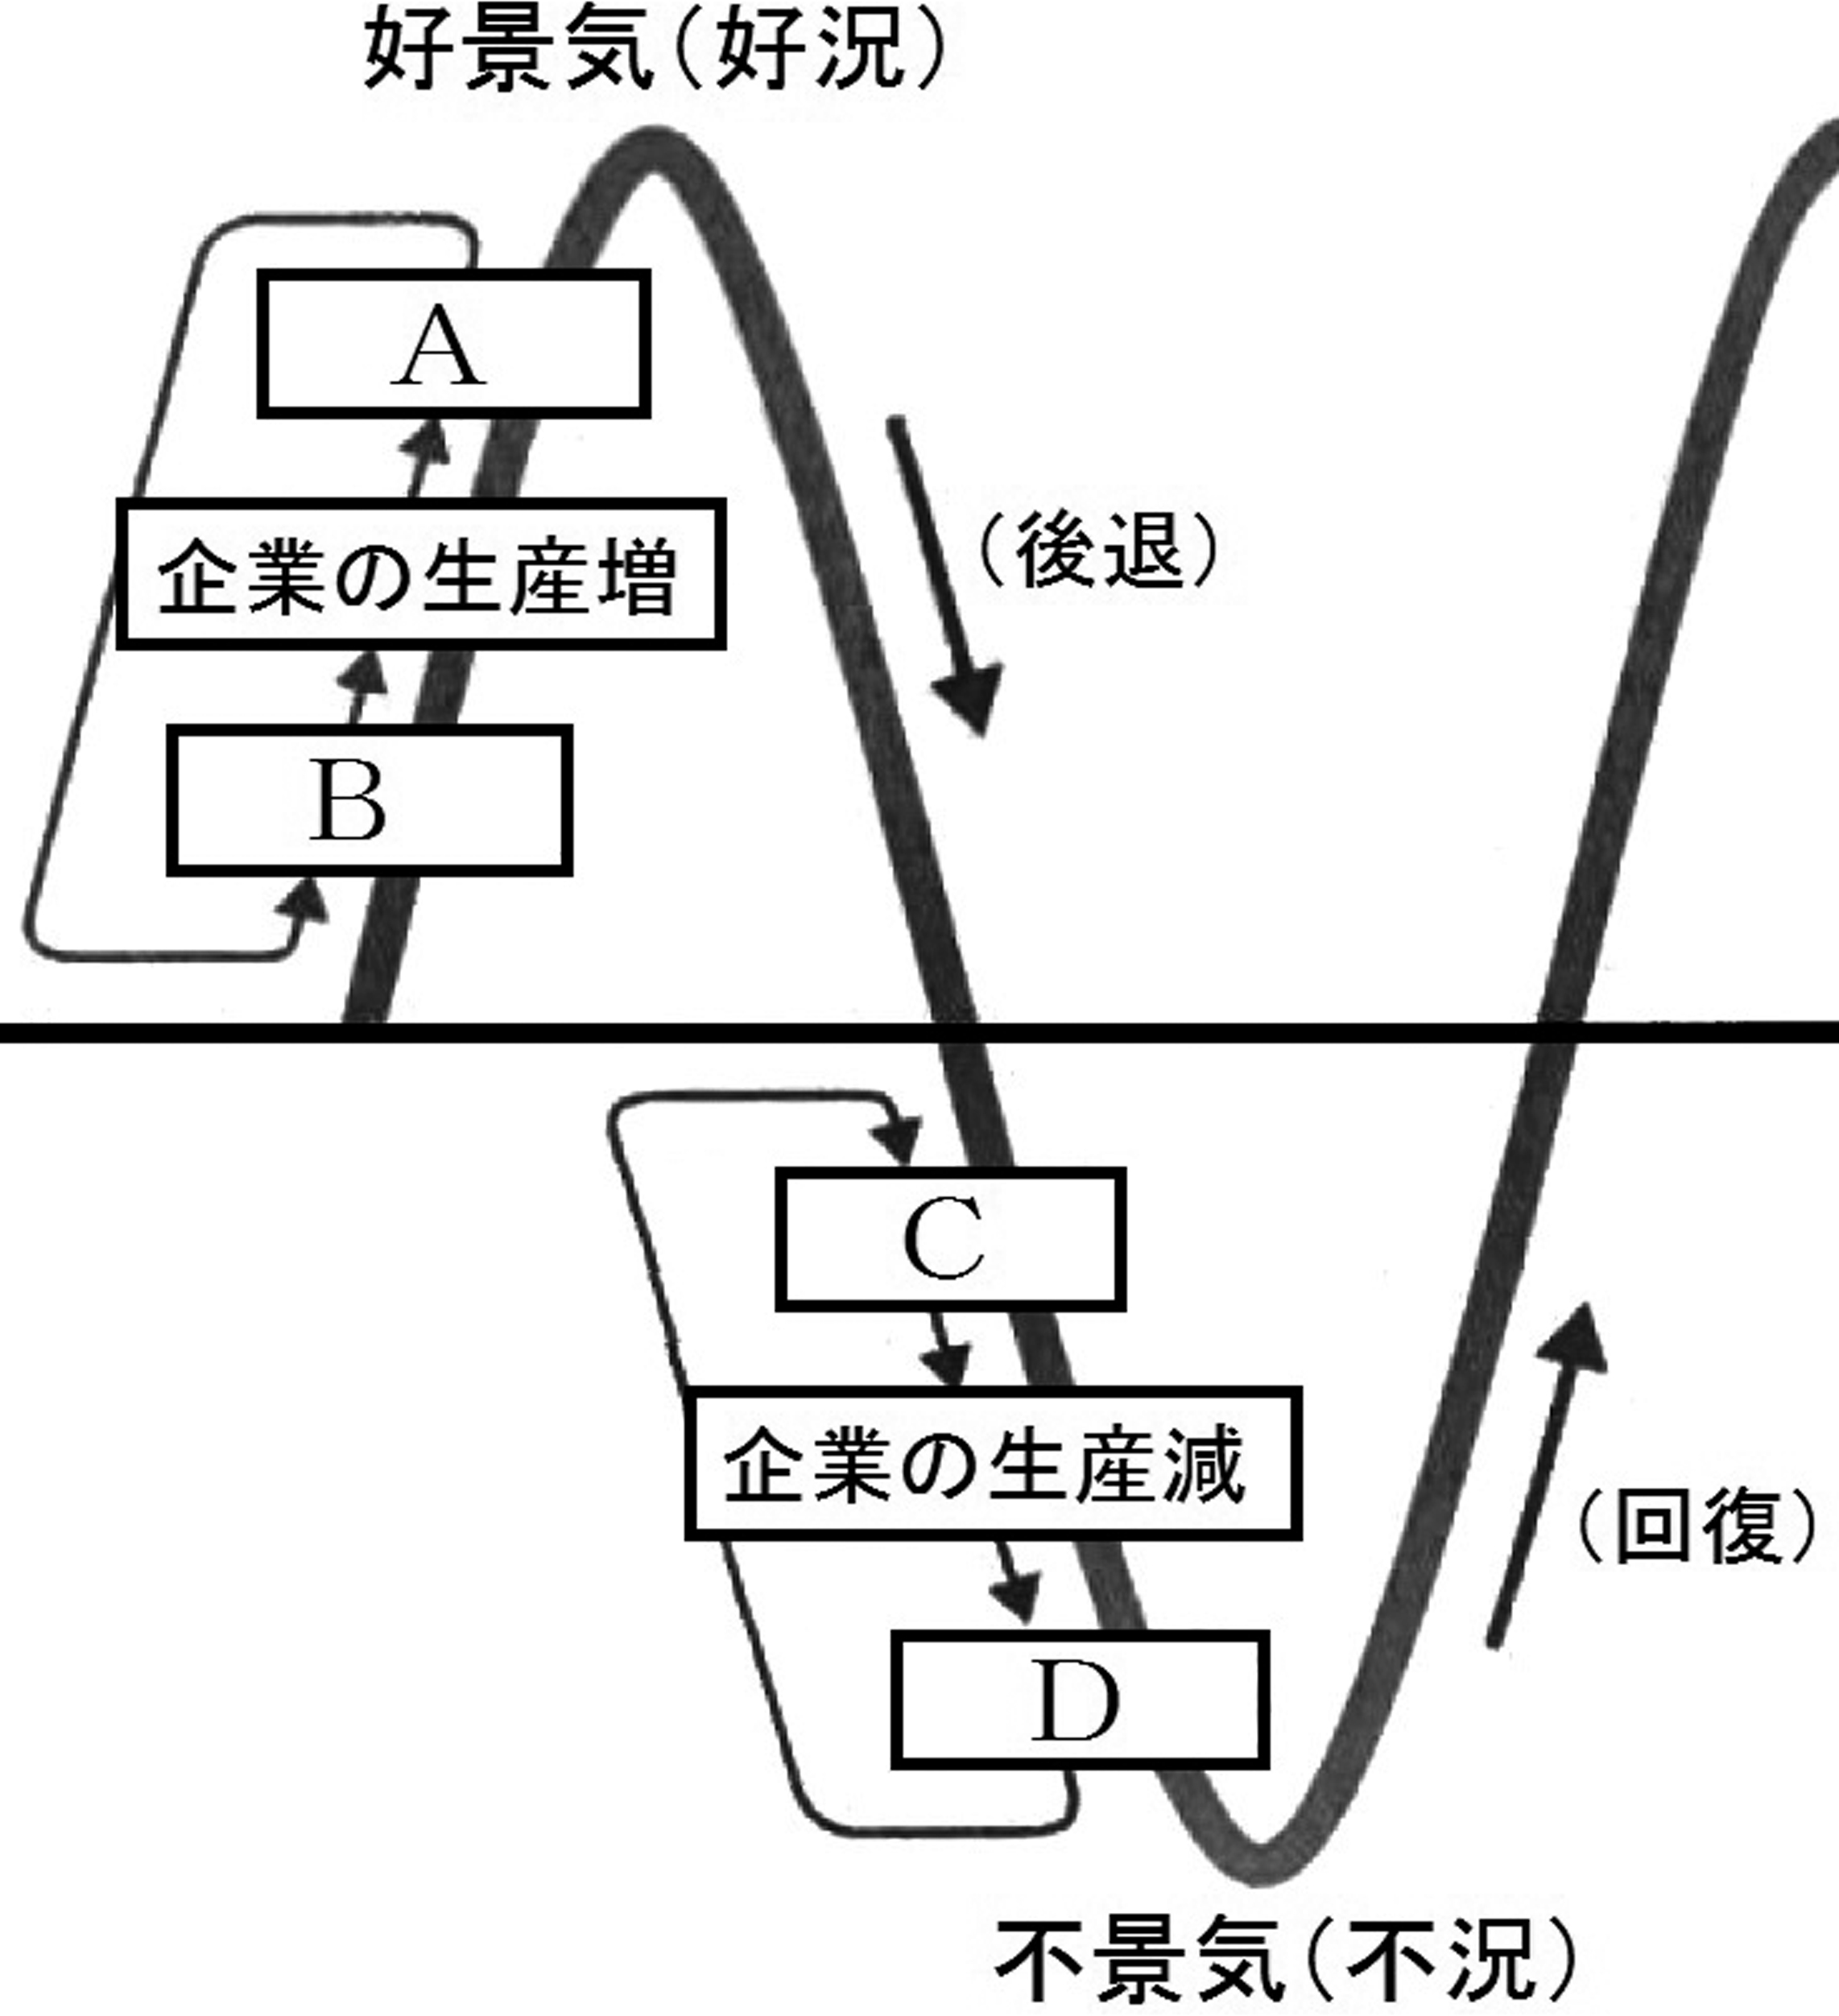 好景気（好況）
A
企業の生産増
（後退）
B
C
企業の生産減
（回復）
D
不景気（不況）